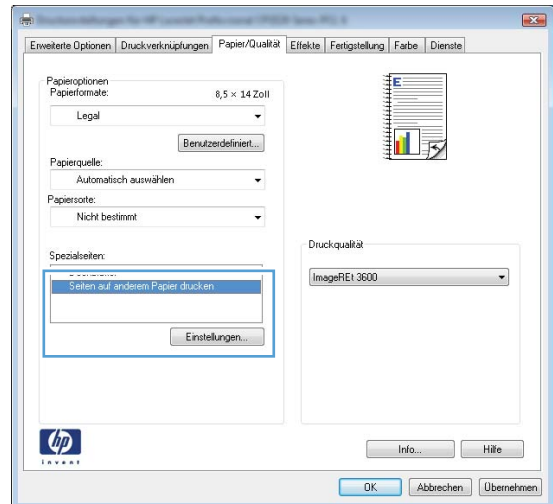 Erweiterte Optionen Druckverknüpfungen Papier/Qualität Effekte Fertigstellung Farbe Dienste
Papieroptionen
Papierformate:
8,5 × 14 Zoll
Legal
Benutzerdefiniert...
Papierquelle:
Automatisch auswählen
Papiersorte:
Nicht bestimmt
Spezialseiten:
Seiten auf anderem Papier drucken
Einstellungen...
E
Druckqualität
ImageREt 3600
hp
invent
Info... Hilfe
OK Abbrechen Übernehmen